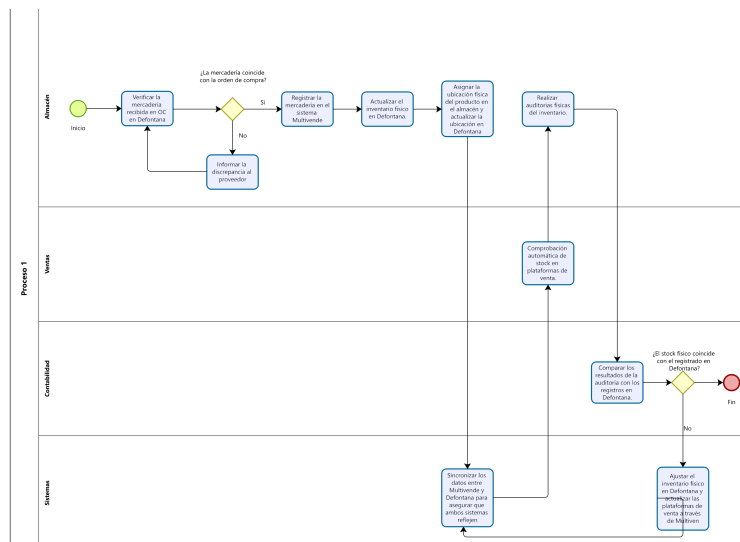 Proceso 1
Almacén
Inicio
Verificar la
mercadería
recibida en OC
en Defontana
¿La mercadería coincide
con la orden de compra?
Si
No
Informar la
discrepancia al
proveedor
Registrar la
mercadería en el
sistema
Multivende
Actualizar el
inventario físico
en Defontana.
Asignar la
ubicación física
del producto en
el almacén y
actualizar la
ubicación en
Defontana
Realizar
auditorías físicas
del inventario.
Ventas
Comprobación
automática de
stock en
plataformas de
venta.
Contabilidad
Comparar los
resultados de la
auditoria con los
registros en
Defontana.
¿El stock físico coincide
con el registrado en
Defontana?
Fin
No
Sistemas
Sincronizar los
datos entre
Multivende y
Defontana para
asegurar que
ambos sistemas
reflejen
Ajustar el
inventario físico
en Defontana y
actualizar las
plataformas de
venta a través
de Multiven